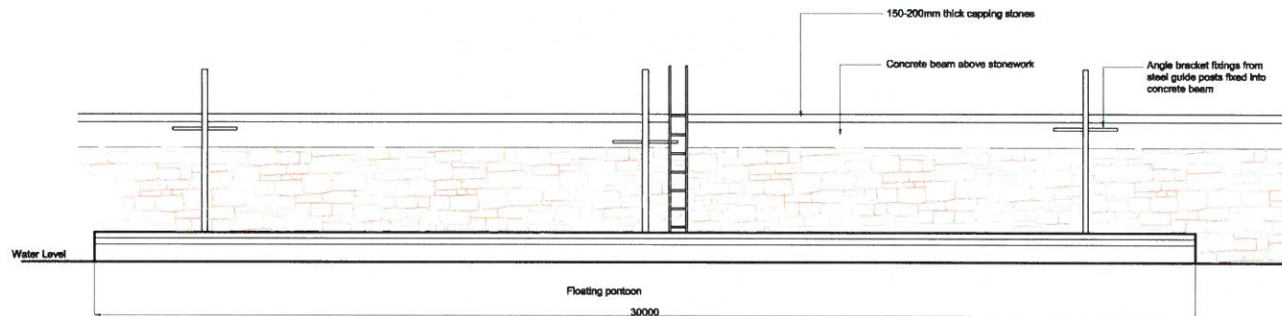 150-200mm thick capping stones
Concrete beam above stonework
Angle bracket fixings from
steel guide posts fixed into
concrete beam
Water Level
Floating pontoon
30000